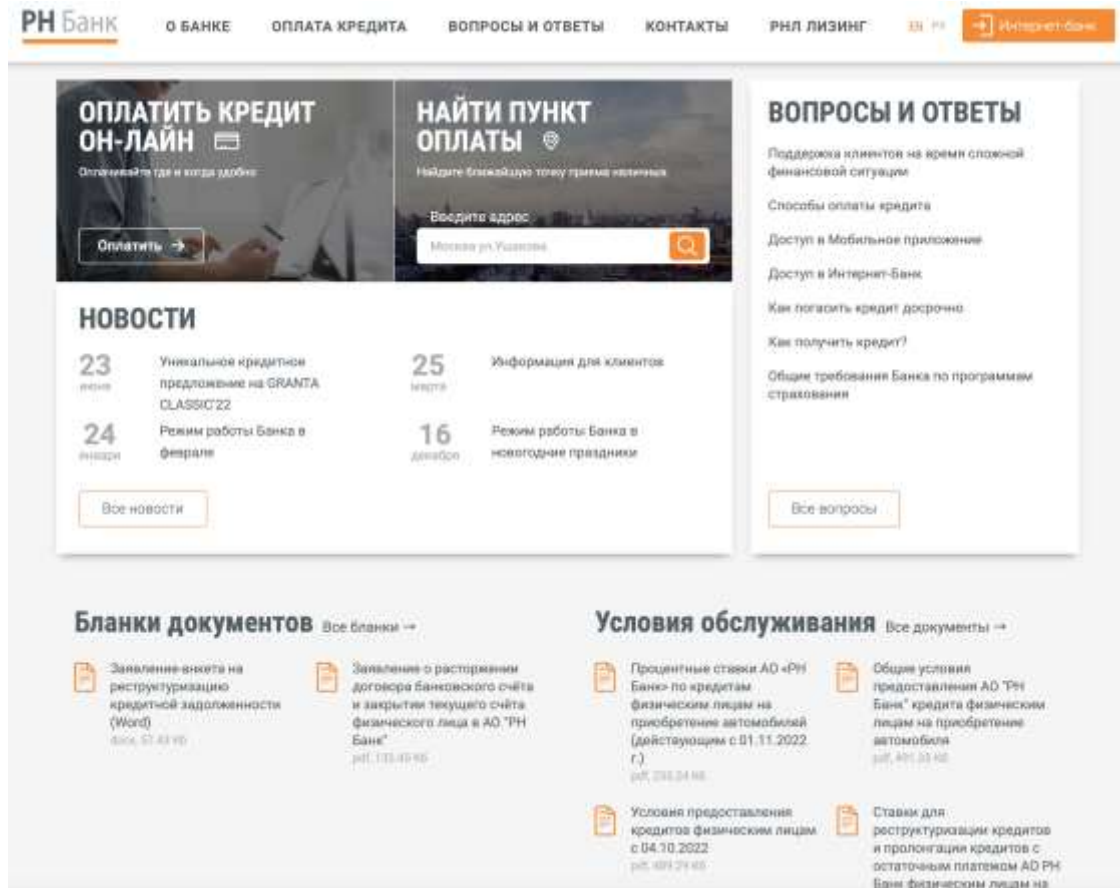 РН Банк
О БАНКЕ
ОПЛАТА КРЕДИТА
ВОПРОСЫ И ОТВЕТЫ
КОНТАКТЫ
РНЛ ЛИЗИНГ
EN
Интернет-банк
ОПЛАТИТЬ КРЕДИТ
ОН-ЛАЙН
Оплачивайте где и когда удобно
Оплатить →
НАЙТИ ПУНКТ
ОПЛАТЫ
Найдите ближайшую точку приема наличных
Введите адрес
Москва ул.Ушакова
НОВОСТИ
23
июня
Уникальное кредитное
предложение на GRANTA
CLASSIC'22
25
марта
Информация для клиентов
24
января
Режим работы Банка в
феврале
16
декабря
Режим работы Банка в
новогодние праздники
Все новости
ВОПРОСЫ И ОТВЕТЫ
Поддержка клиентов на время сложной
финансовой ситуации
Способы оплаты кредита
Доступ в Мобильное приложение
Доступ в Интернет-Банк
Как погасить кредит досрочно
Как получить кредит?
Общие требования Банка по программам
страхования
Все вопросы
Бланки документов Все бланки →
Заявление-анкета на
реструктуризацию
кредитной задолженности
(Word)
docx,
Заявление о расторжении
договора банковского счёта
и закрытии текущего счёта
физического лица в АО "РН
Банк"
pdf,
Условия обслуживания Все документы →
Процентные ставки АО «РН
Банк» по кредитам
физическим лицам на
приобретение автомобилей
(действующим с 01.11.2022
г.)
pdf,
Общие условия
предоставления АО "РН
Банк" кредита физическим
лицам на приобретение
автомобиля
pdf,
Условия предоставления
кредитов физическим лицам
с 04.10.2022
pdf,
Ставки для
реструктуризации кредитов
и пролонгации кредитов с
остаточным платежом АО РН
Банк физическим лицам на